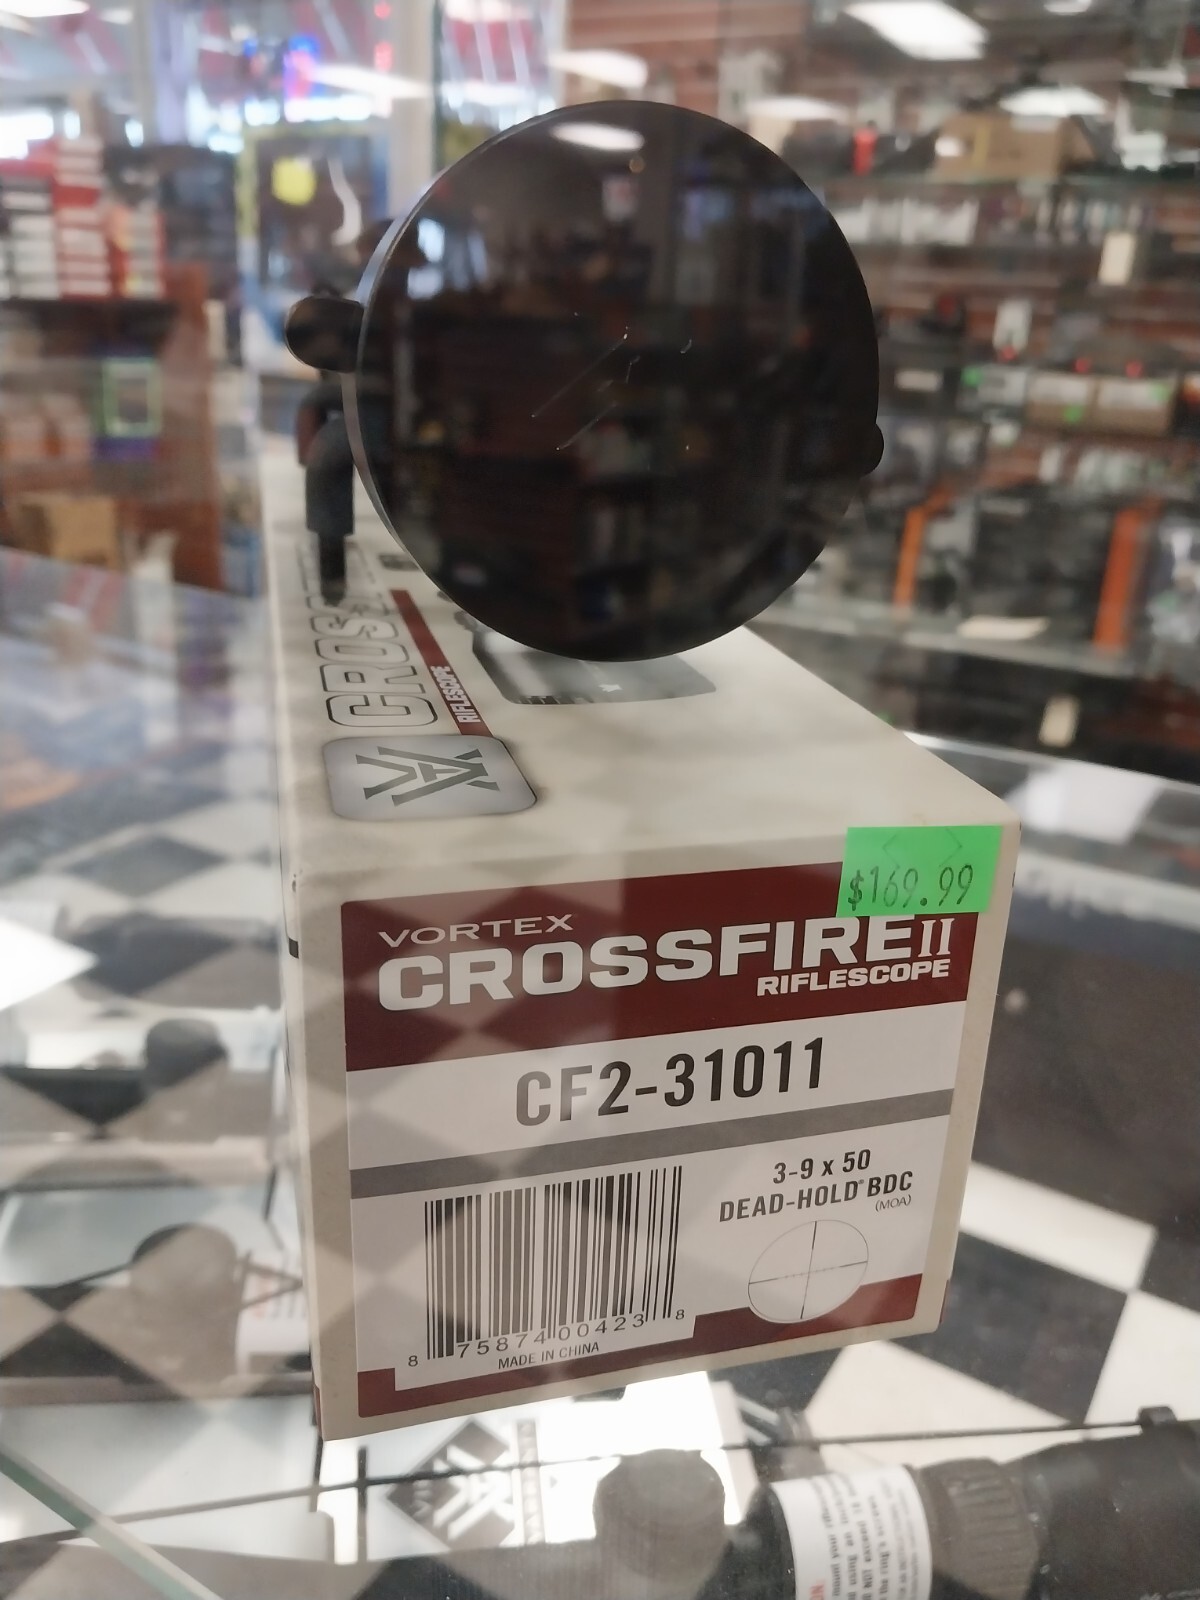 CROSS
RIFLESCOPE
$169.99
VORTEX
CROSSFIRE II
RIFLESCOPE
CF2-31011
3-9 x 50
DEAD-HOLD® BDC
(MOA)
8 75874 00423 8
MADE IN CHINA